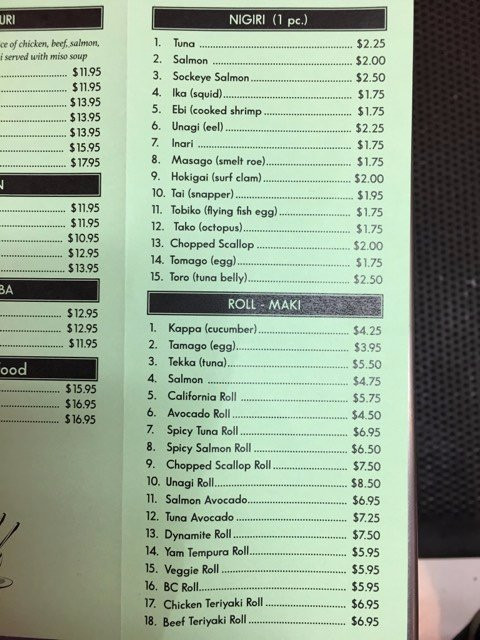 URI
ce of chicken, beef, salmon,
i served with miso soup
$11.95
$11.95
$13.95
$13.95
$13.95
$15.95
$17.95
N
$11.95
$11.95
$10.95
$12.95
$13.95
BA
$12.95
$12.95
$11.95
ood
$15.95
$16.95
$16.95
NIGIRI (1 pc.)
1. Tuna $2.25
2. Salmon $2.00
3. Sockeye Salmon $2.50
4. Ika (squid) $1.75
5. Ebi (cooked shrimp $1.75
6. Unagi (eel) $2.25
7. Inari $1.75
8. Masago (smelt roe) $1.75
9. Hokigai (surf clam) $2.00
10. Tai (snapper) $1.95
11. Tobiko (flying fish egg) $1.75
12. Tako (octopus) $1.75
13. Chopped Scallop $2.00
14. Tomago (egg) $1.75
15. Toro (tuna belly) $2.50
ROLL - MAKI
1. Kappa (cucumber) $4.25
2. Tamago (egg) $3.95
3. Tekka (tuna) $5.50
4. Salmon $4.75
5. California Roll $5.75
6. Avocado Roll $4.50
7. Spicy Tuna Roll $6.95
8. Spicy Salmon Roll $6.50
9. Chopped Scallop Roll $7.50
10. Unagi Roll $8.50
11. Salmon Avocado $6.95
12. Tuna Avocado $7.25
13. Dynamite Roll $7.50
14. Yam Tempura Roll $5.95
15. Veggie Roll $5.95
16. BC Roll $5.95
17. Chicken Teriyaki Roll $6.95
18. Beef Teriyaki Roll $6.95